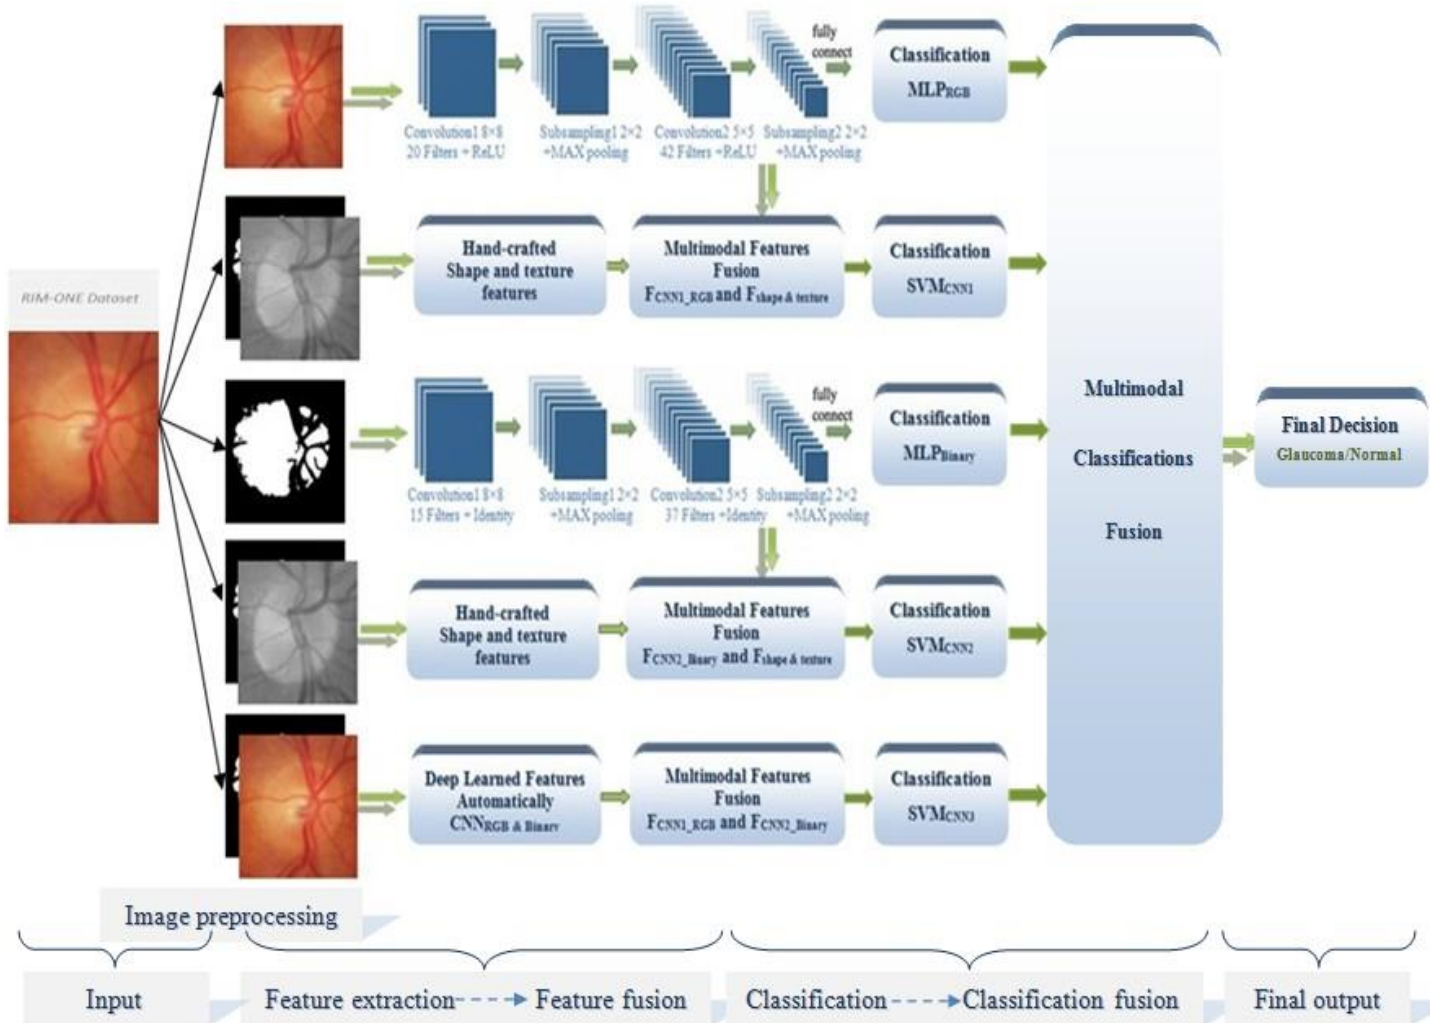 RIM-ONE Dataset
Convolution1 8×8
20 Filters +ReLU
Subsampling1 2×2
+MAX pooling
Convolution2 5×5
42 Filters +ReLU
Subsampling2 2×2
+MAX pooling
fully
connect
Classification
MLPRGB
Hand-crafted
Shape and texture
features
Multimodal Features
Fusion
FCNN1_RGB and Fshape & texture
Classification
SVMCNN1
Convolution1 8×8
15 Filters +Identity
Subsampling1 2×2
+MAX pooling
Convolution2 5×5
37 Filters +Identity
Subsampling2 2×2
+MAX pooling
fully
connect
Classification
MLPBinary
Hand-crafted
Shape and texture
features
Multimodal Features
Fusion
FCNN2_Binary and Fshape & texture
Classification
SVMCNN2
Deep Learned Features
Automatically
CNNRGB & Binary
Multimodal Features
Fusion
FCNN1_RGB and FCNN2_Binary
Classification
SVMCNN3
Multimodal
Classifications
Fusion
Final Decision
Glaucoma/Normal
Image preprocessing
Input
Feature extraction
Feature fusion
Classification
Classification fusion
Final output